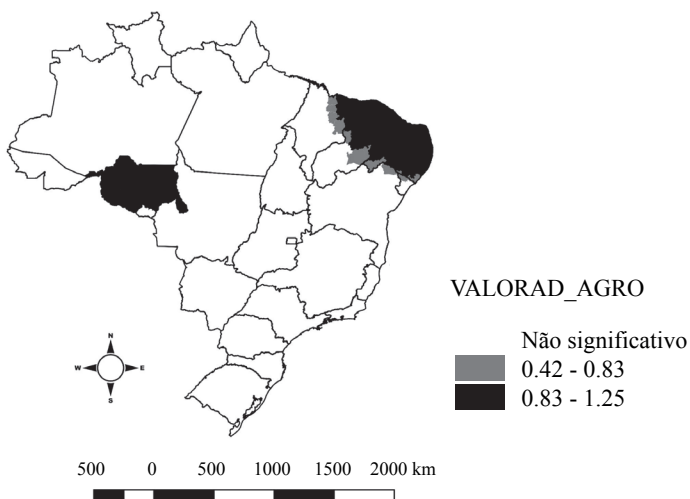 VALORAD_AGRO
Não significativo
0.42 - 0.83
0.83 - 1.25
N
W E
S
500 0 500 1000 1500 2000 km